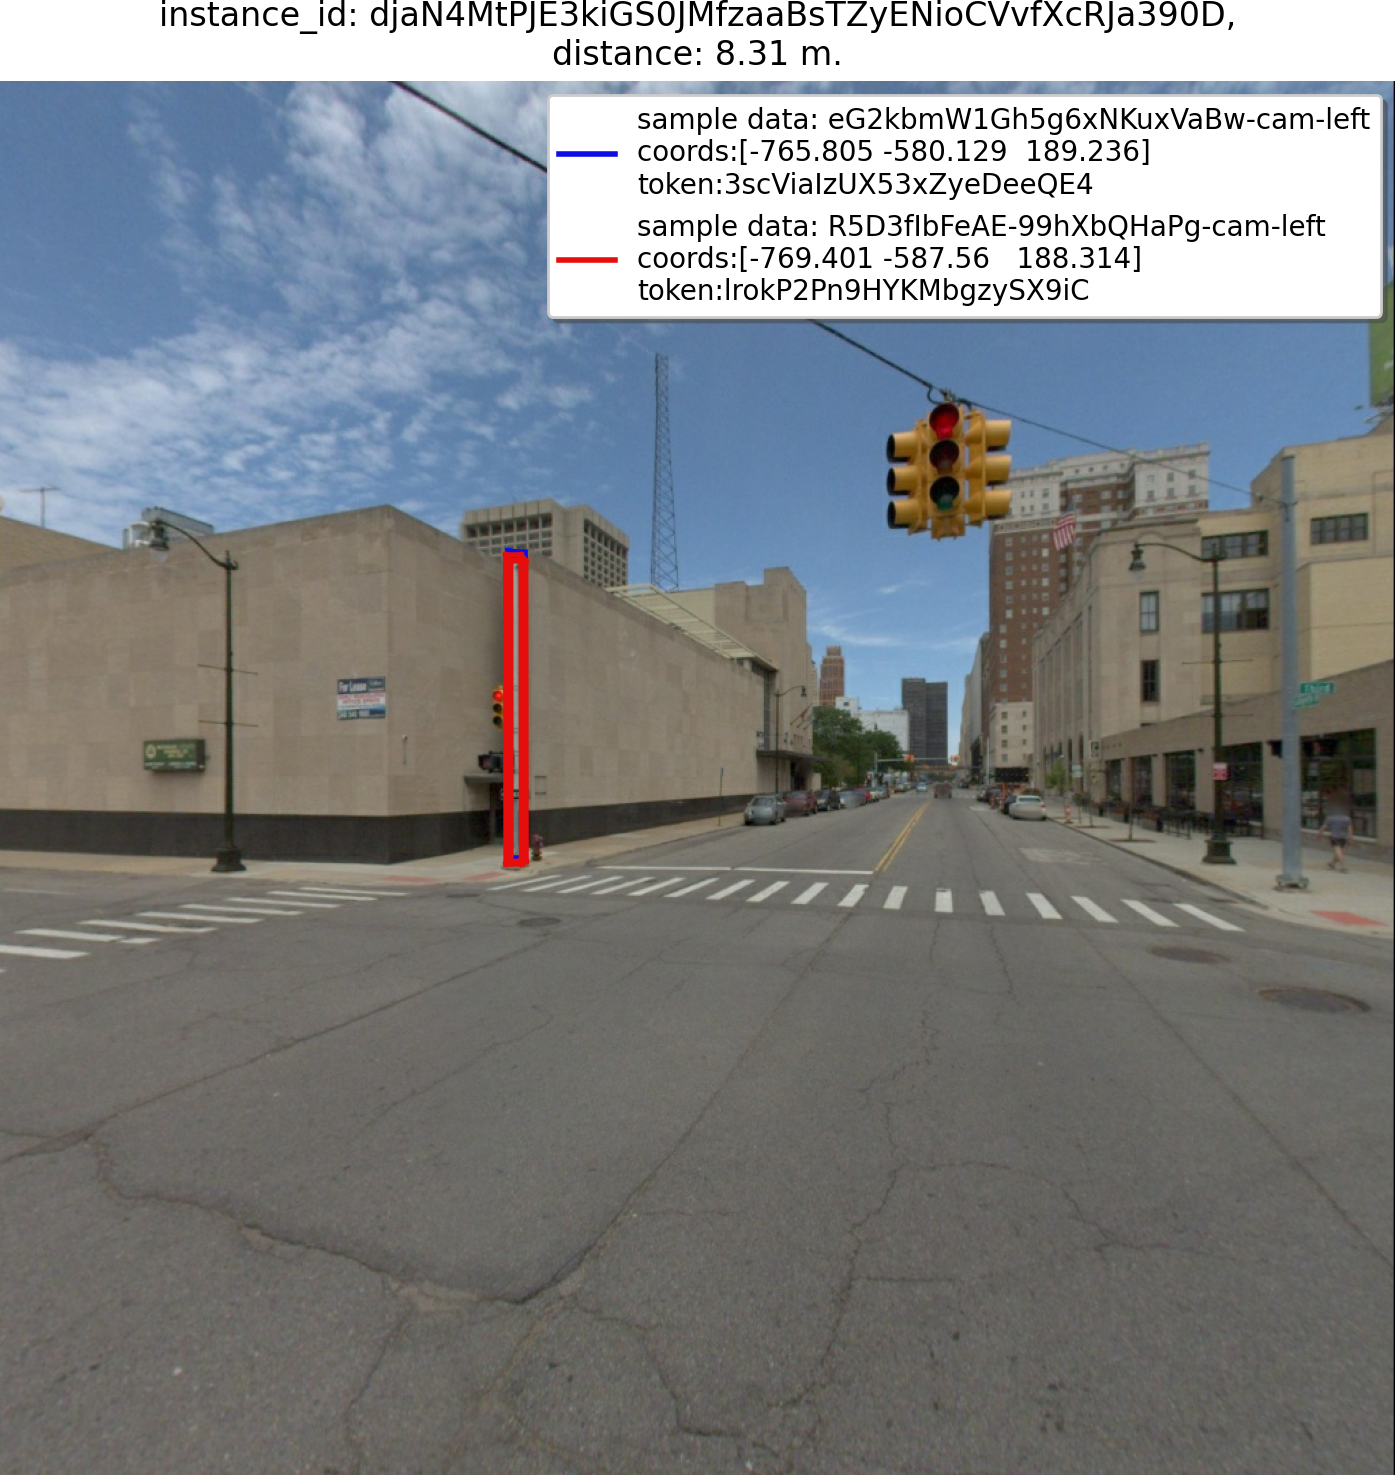 instance_id: djaN4MtPJE3kiGS0JMfzaaBsTZyENioCVvfXcRJa390D,
distance: 8.31 m.
sample data: eG2kbmW1Gh5g6xNKuxVaBw-cam-left
coords:[-765.805 -580.129  189.236]
token:3scViaIzUX53xZyeDeeQE4
sample data: R5D3fIbFeAE-99hXbQHaPg-cam-left
coords:[-769.401 -587.56   188.314]
token:lrokP2Pn9HYKMbgzySX9iC
For Lease
Third